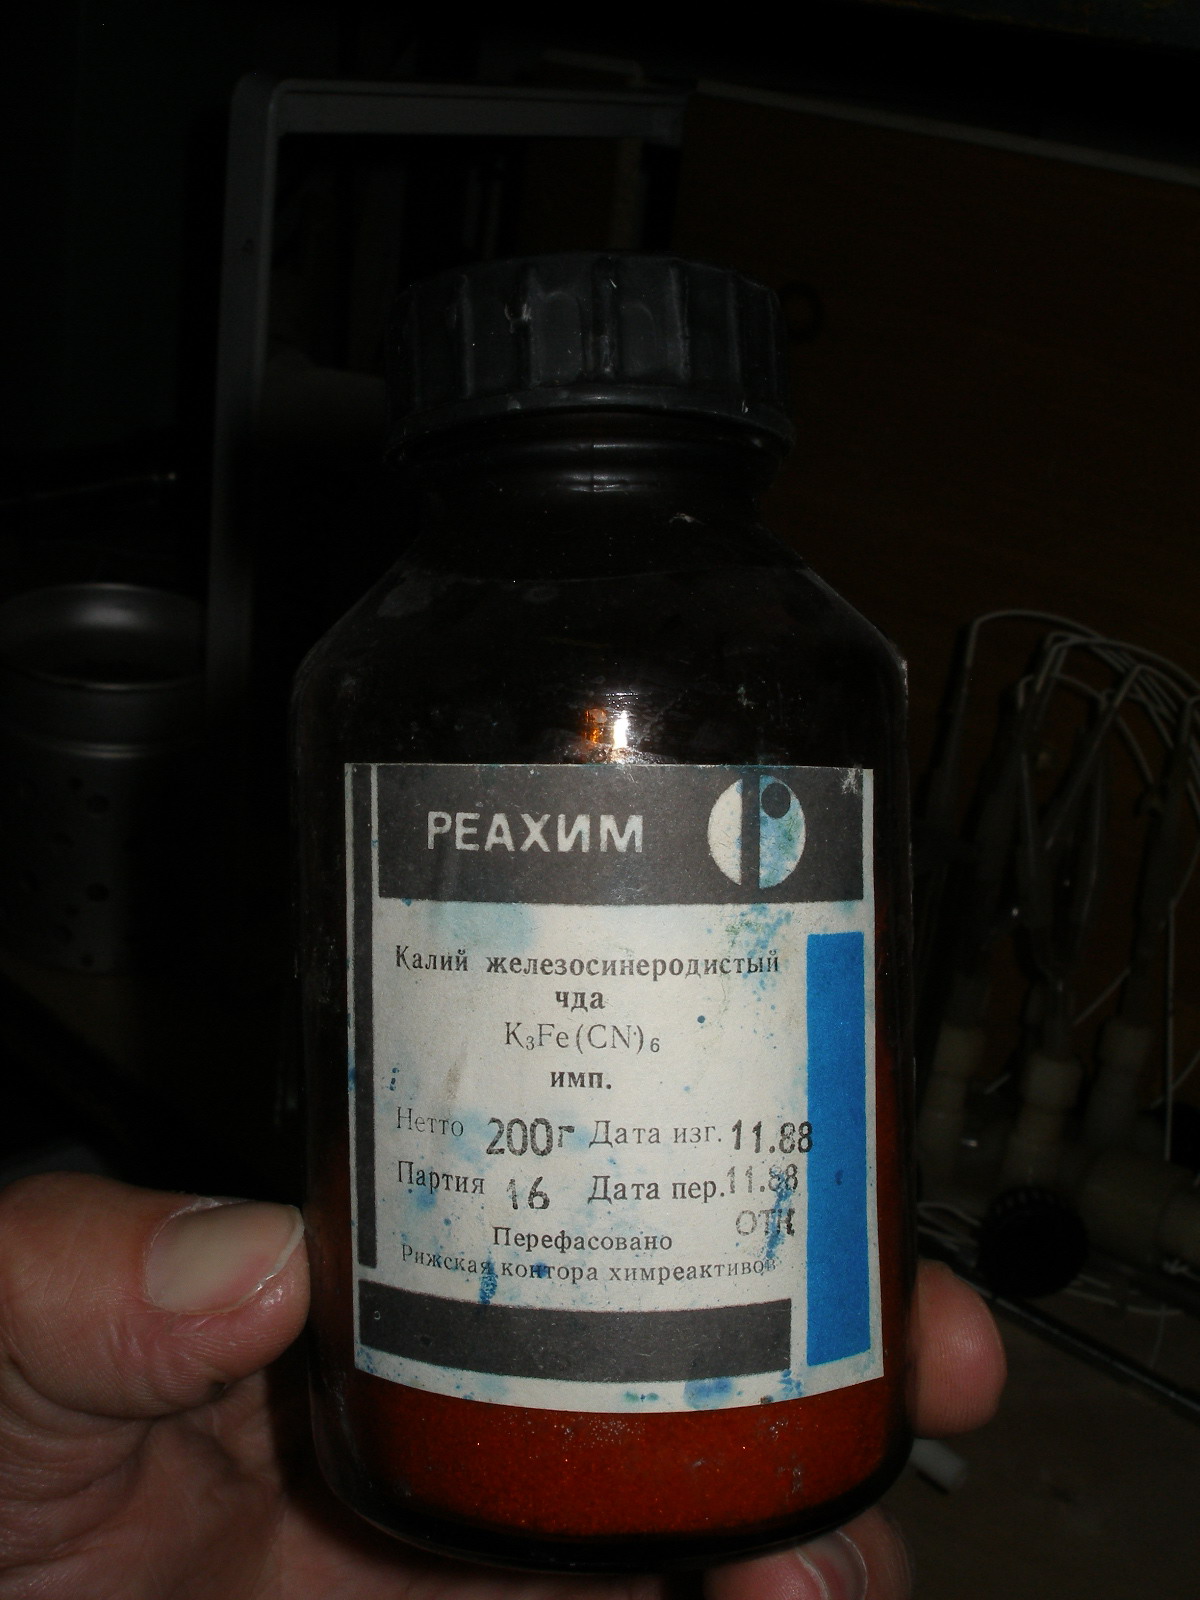 РЕАХИМ
Калий железосинеродистый
чда
K₃Fe(CN)₆
имп.
Нетто 200г Дата изг. 11.88
Партия 16 Дата пер. 11.88
ОТК
Перефасовано
Рижская контора химреактивов